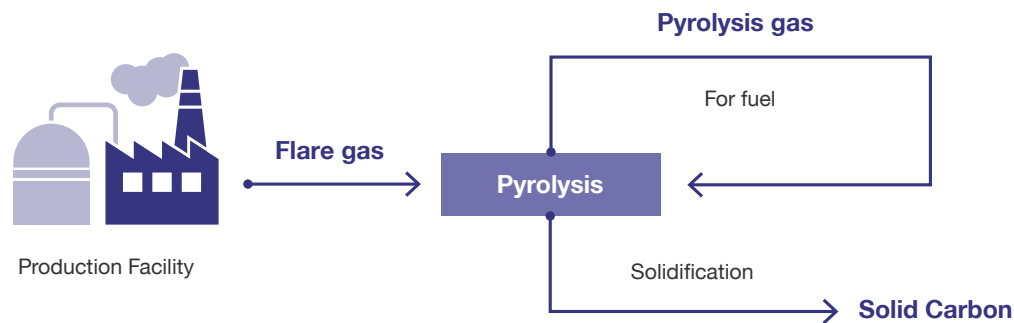 Pyrolysis gas
For fuel
Flare gas
Pyrolysis
Production Facility
Solidification
Solid Carbon